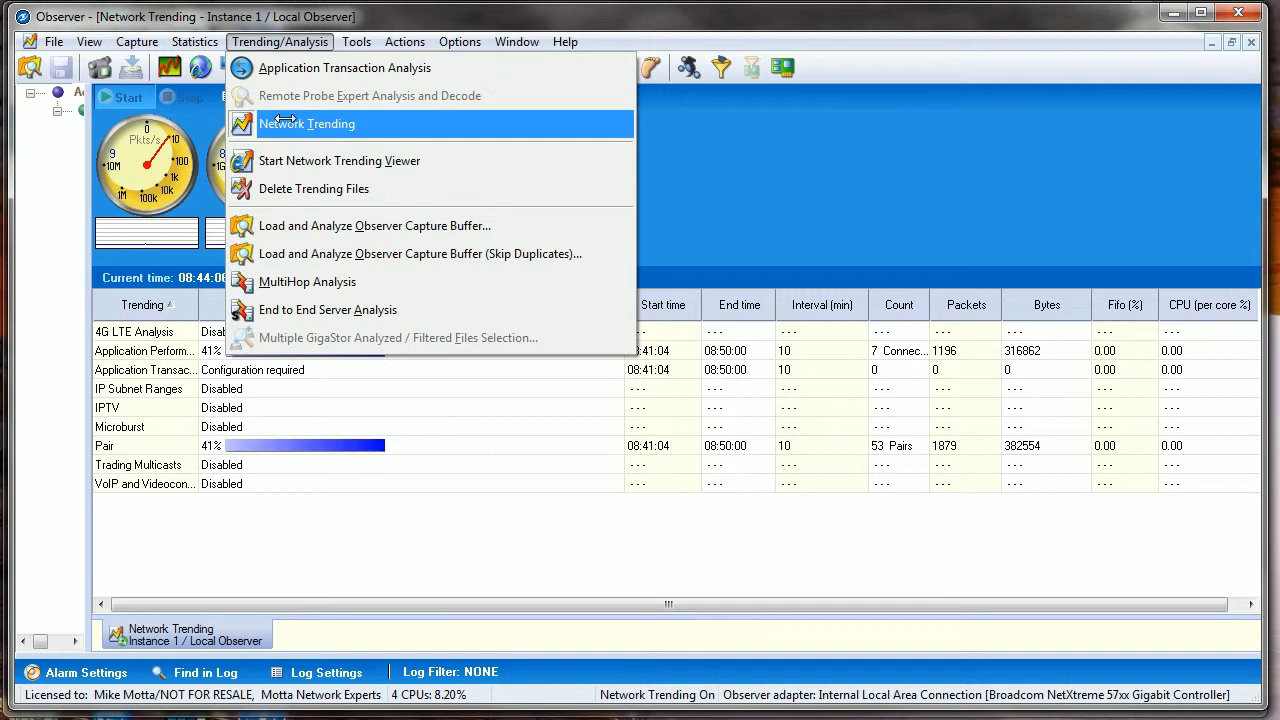 Observer - [Network Trending - Instance 1 / Local Observer]
File View Capture Statistics Trending/Analysis Tools Actions Options Window Help
Application Transaction Analysis
Remote Probe Expert Analysis and Decode
Network Trending
Start Network Trending Viewer
Delete Trending Files
Load and Analyze Observer Capture Buffer...
Load and Analyze Observer Capture Buffer (Skip Duplicates)...
MultiHop Analysis
End to End Server Analysis
Multiple GigaStor Analyzed / Filtered Files Selection...
Start Stop
0
Pkts/s
9 10
10M 100
1k
1M 10k
100k
Current time: 08:44:06
Trending Start time End time Interval (min) Count Packets Bytes Fifo (%) CPU (per core %)
4G LTE Analysis --- --- --- --- --- --- --- ---
Application Perform... 41% 08:41:04 08:50:00 10 7 Connec... 1196 316862 0.00 0.00
Application Transac... Configuration required 08:41:04 08:50:00 10 0 0 0 0.00 0.00
IP Subnet Ranges Disabled --- --- --- --- --- --- --- ---
IPTV Disabled --- --- --- --- --- --- --- ---
Microburst Disabled --- --- --- --- --- --- --- ---
Pair 41% 08:41:04 08:50:00 10 53 Pairs 1879 382554 0.00 0.00
Trading Multicasts Disabled --- --- --- --- --- --- --- ---
VoIP and Videocon... Disabled --- --- --- --- --- --- --- ---
Network Trending
Instance 1 / Local Observer
Alarm Settings Find in Log Log Settings Log Filter: NONE
Licensed to: Mike Motta/NOT FOR RESALE, Motta Network Experts 4 CPUs: 8.20% Network Trending On Observer adapter: Internal Local Area Connection [Broadcom NetXtreme 57xx Gigabit Controller]